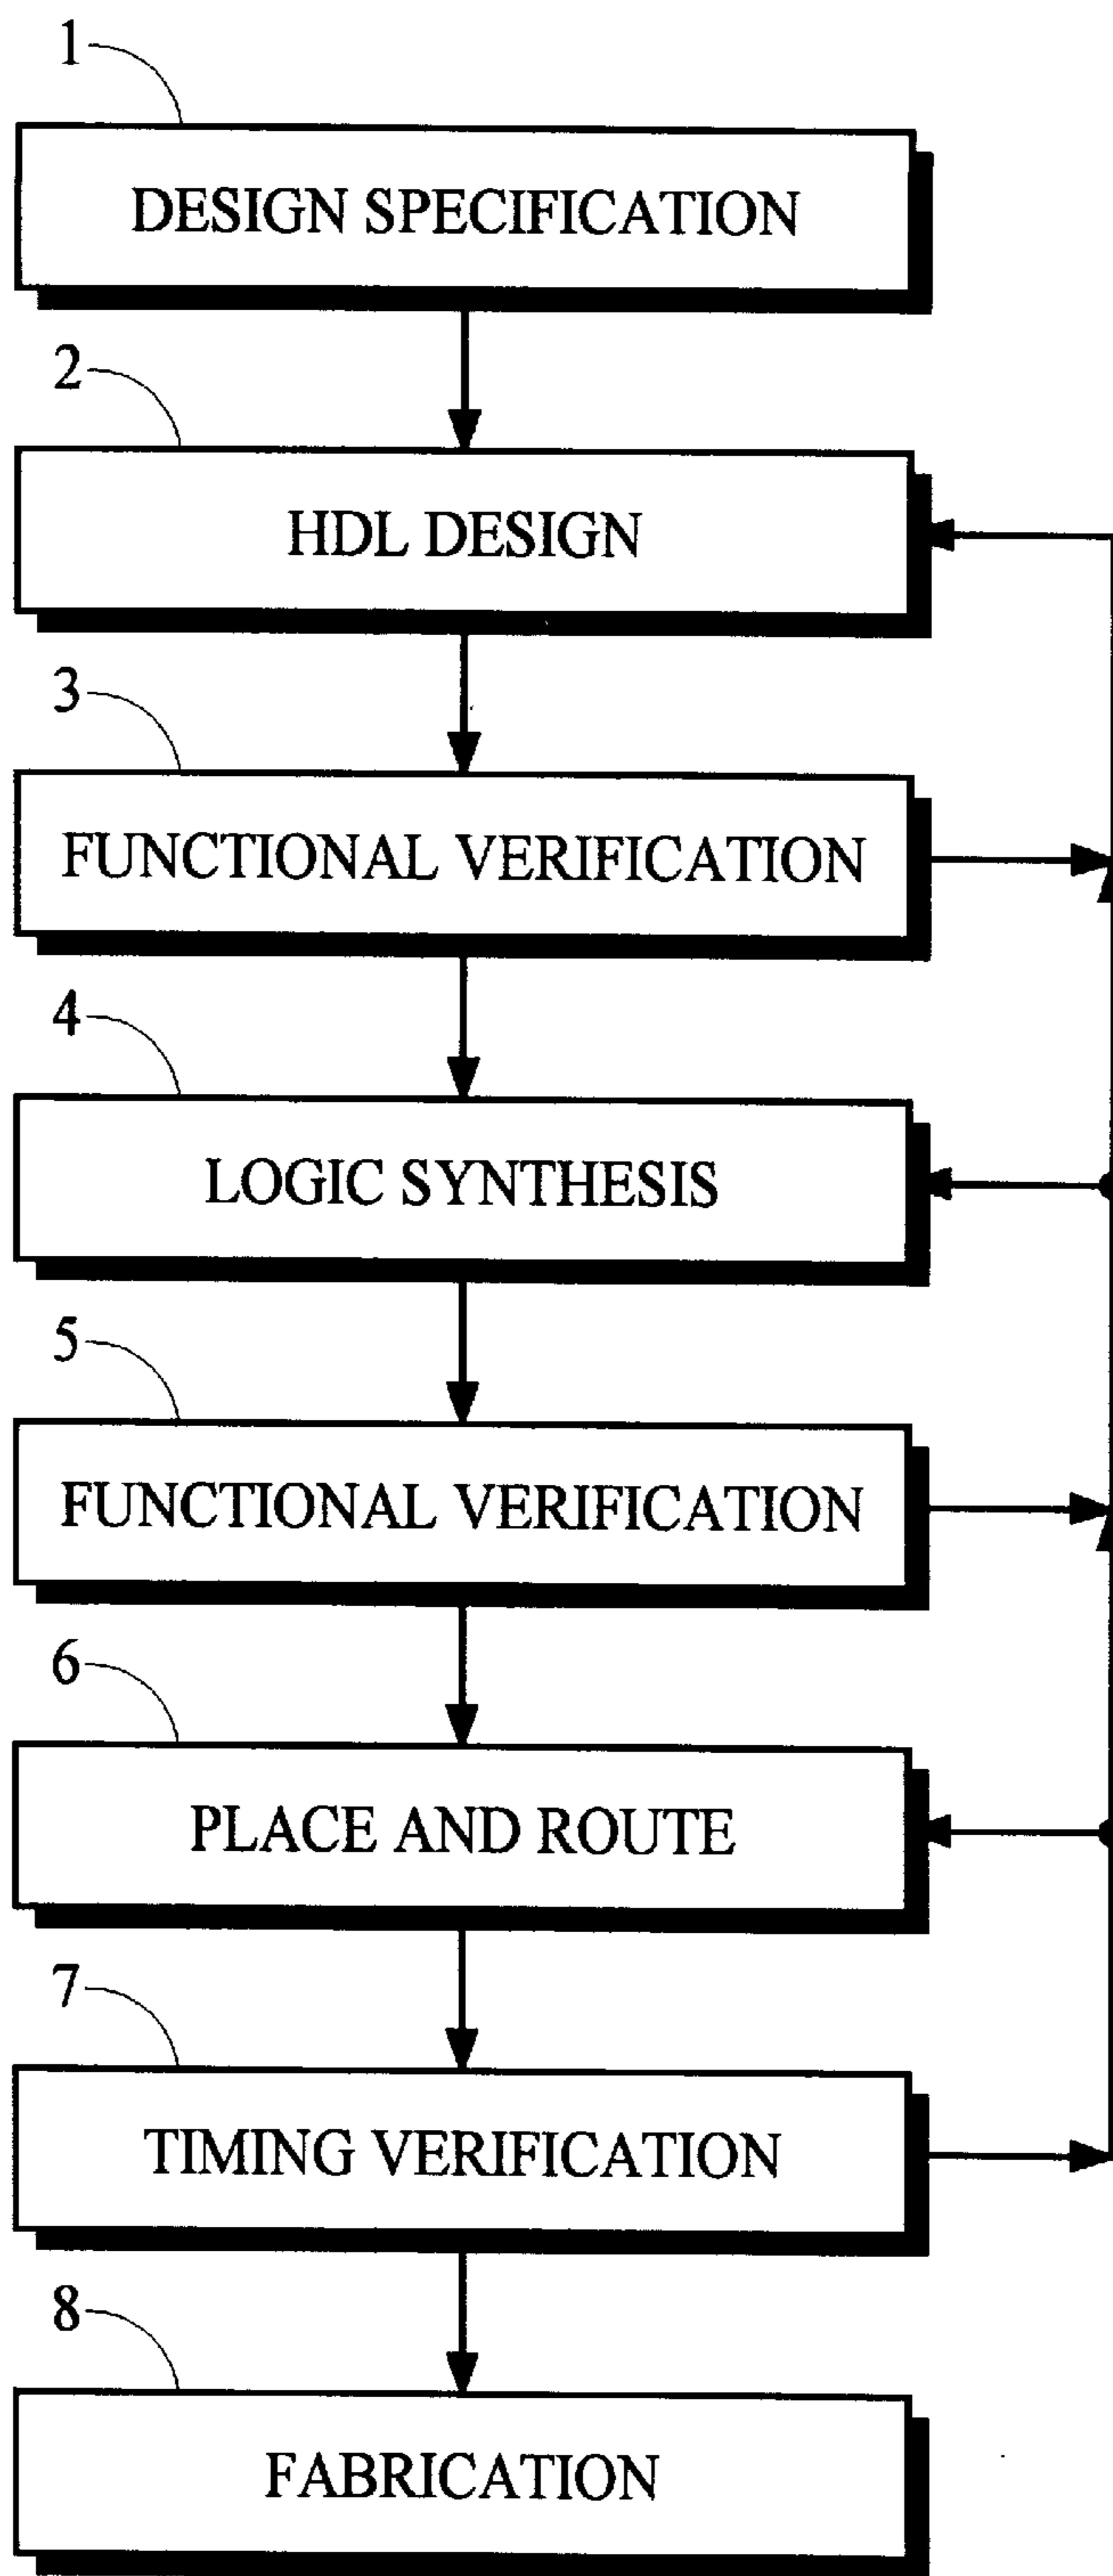 1
DESIGN SPECIFICATION
2
HDL DESIGN
3
FUNCTIONAL VERIFICATION
4
LOGIC SYNTHESIS
5
FUNCTIONAL VERIFICATION
6
PLACE AND ROUTE
7
TIMING VERIFICATION
8
FABRICATION